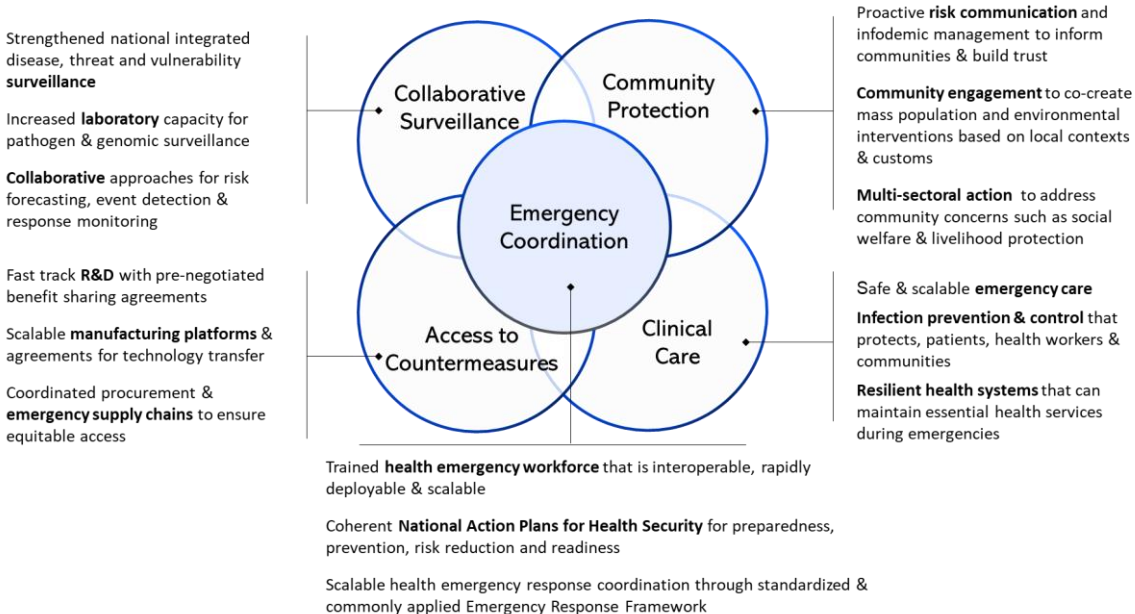 Strengthened national integrated
disease, threat and vulnerability
surveillance
Increased laboratory capacity for
pathogen & genomic surveillance
Collaborative approaches for risk
forecasting, event detection &
response monitoring
Fast track R&D with pre-negotiated
benefit sharing agreements
Scalable manufacturing platforms &
agreements for technology transfer
Coordinated procurement &
emergency supply chains to ensure
equitable access
Collaborative
Surveillance
Community
Protection
Emergency
Coordination
Access to
Countermeasures
Clinical
Care
Proactive risk communication and
infodemic management to inform
communities & build trust
Community engagement to co-create
mass population and environmental
interventions based on local contexts
& customs
Multi-sectoral action to address
community concerns such as social
welfare & livelihood protection
Safe & scalable emergency care
Infection prevention & control that
protects, patients, health workers &
communities
Resilient health systems that can
maintain essential health services
during emergencies
Trained health emergency workforce that is interoperable, rapidly
deployable & scalable
Coherent National Action Plans for Health Security for preparedness,
prevention, risk reduction and readiness
Scalable health emergency response coordination through standardized &
commonly applied Emergency Response Framework